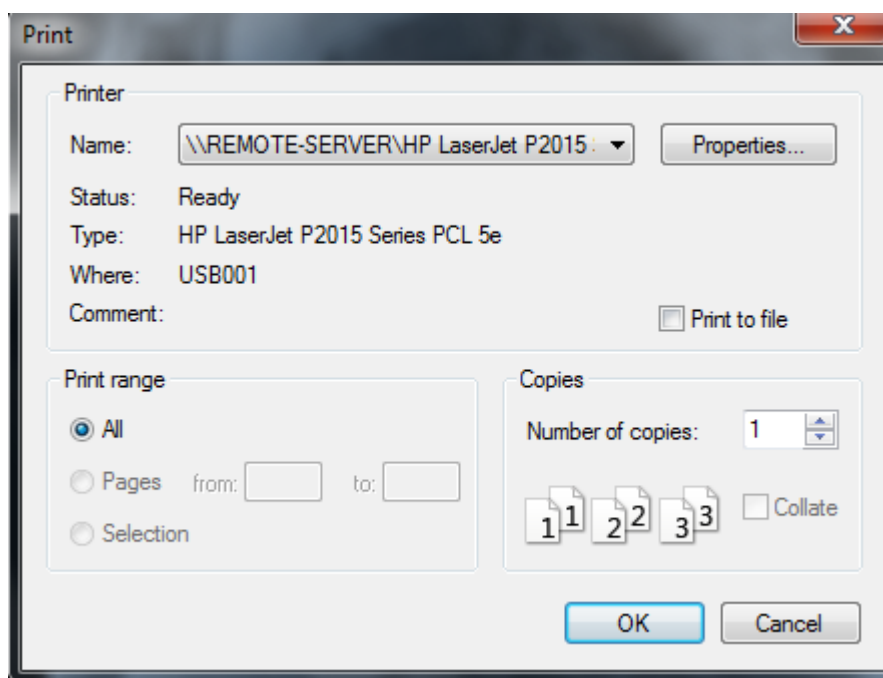 Print
Printer
Name: \\REMOTE-SERVER\HP LaserJet P2015 Properties...
Status: Ready
Type: HP LaserJet P2015 Series PCL 5e
Where: USB001
Comment: Print to file
Print range
All
Pages from: to:
Selection
Copies
Number of copies: 1
1 1 2 2 3 3 Collate
OK Cancel